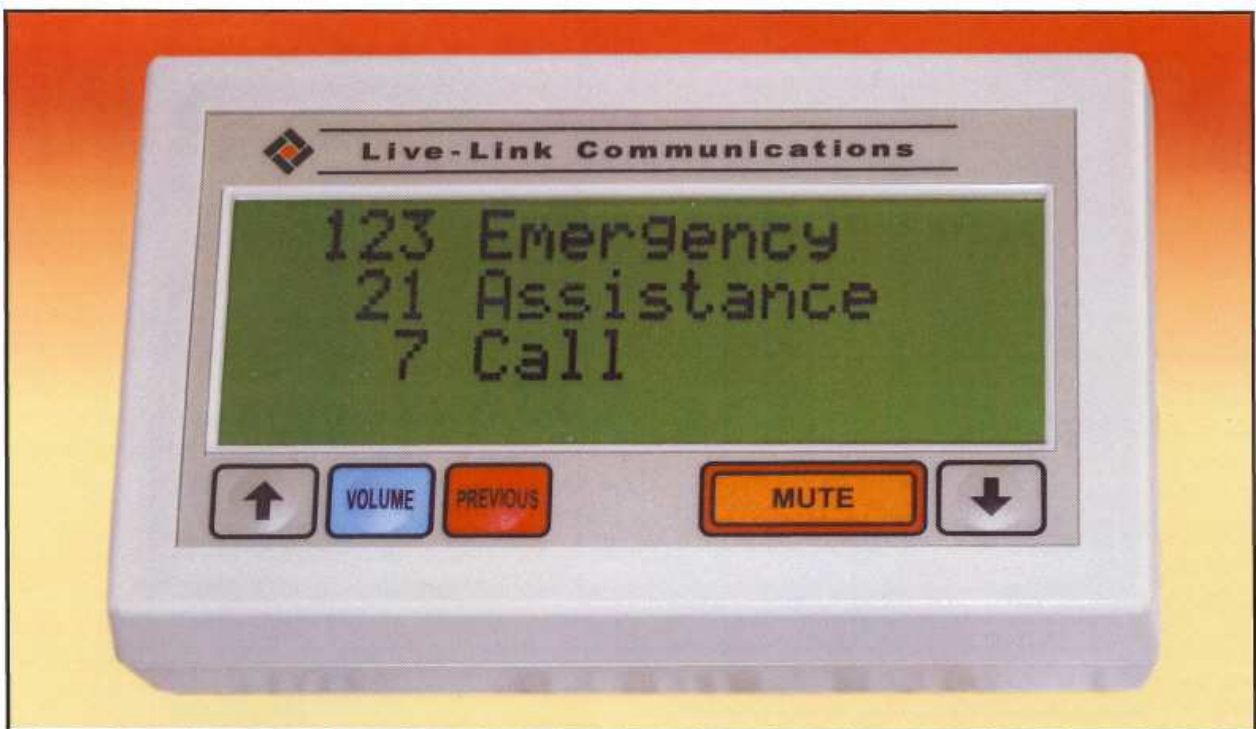 Live-Link Communications
123 Emergency
21 Assistance
7 Call
VOLUME PREVIOUS MUTE